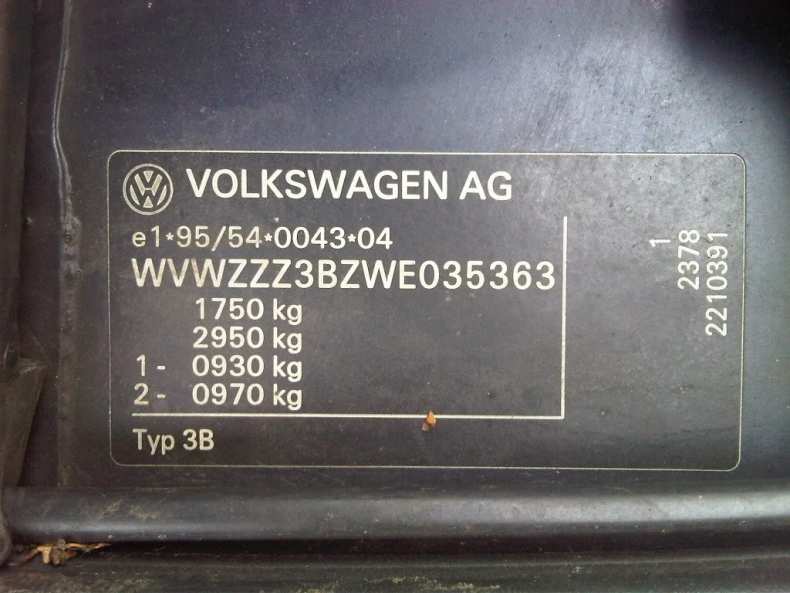 VOLKSWAGEN AG
e1*95/54*0043*04
WVWZZZ3BZWE035363
1750 kg
2950 kg
1- 0930 kg
2- 0970 kg
Typ 3B
1
2378
2210391